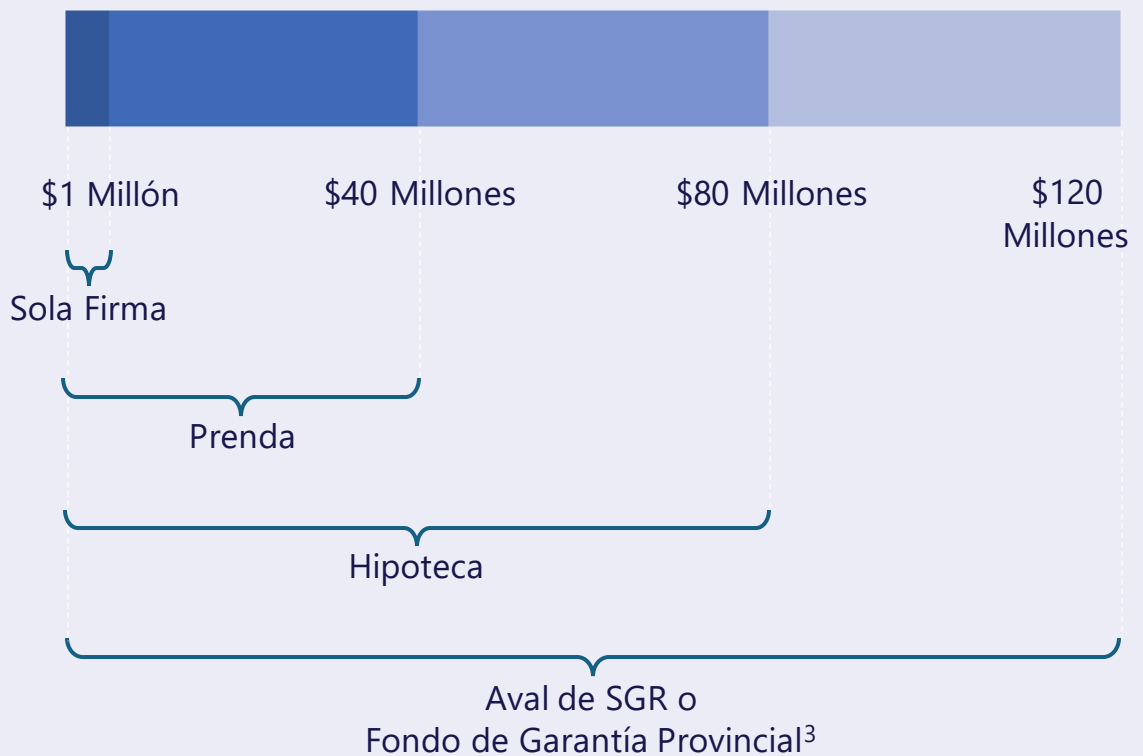 $1 Millón
$40 Millones
$80 Millones
$120
Millones
Sola Firma
Prenda
Hipoteca
Aval de SGR o
Fondo de Garantía Provincial³